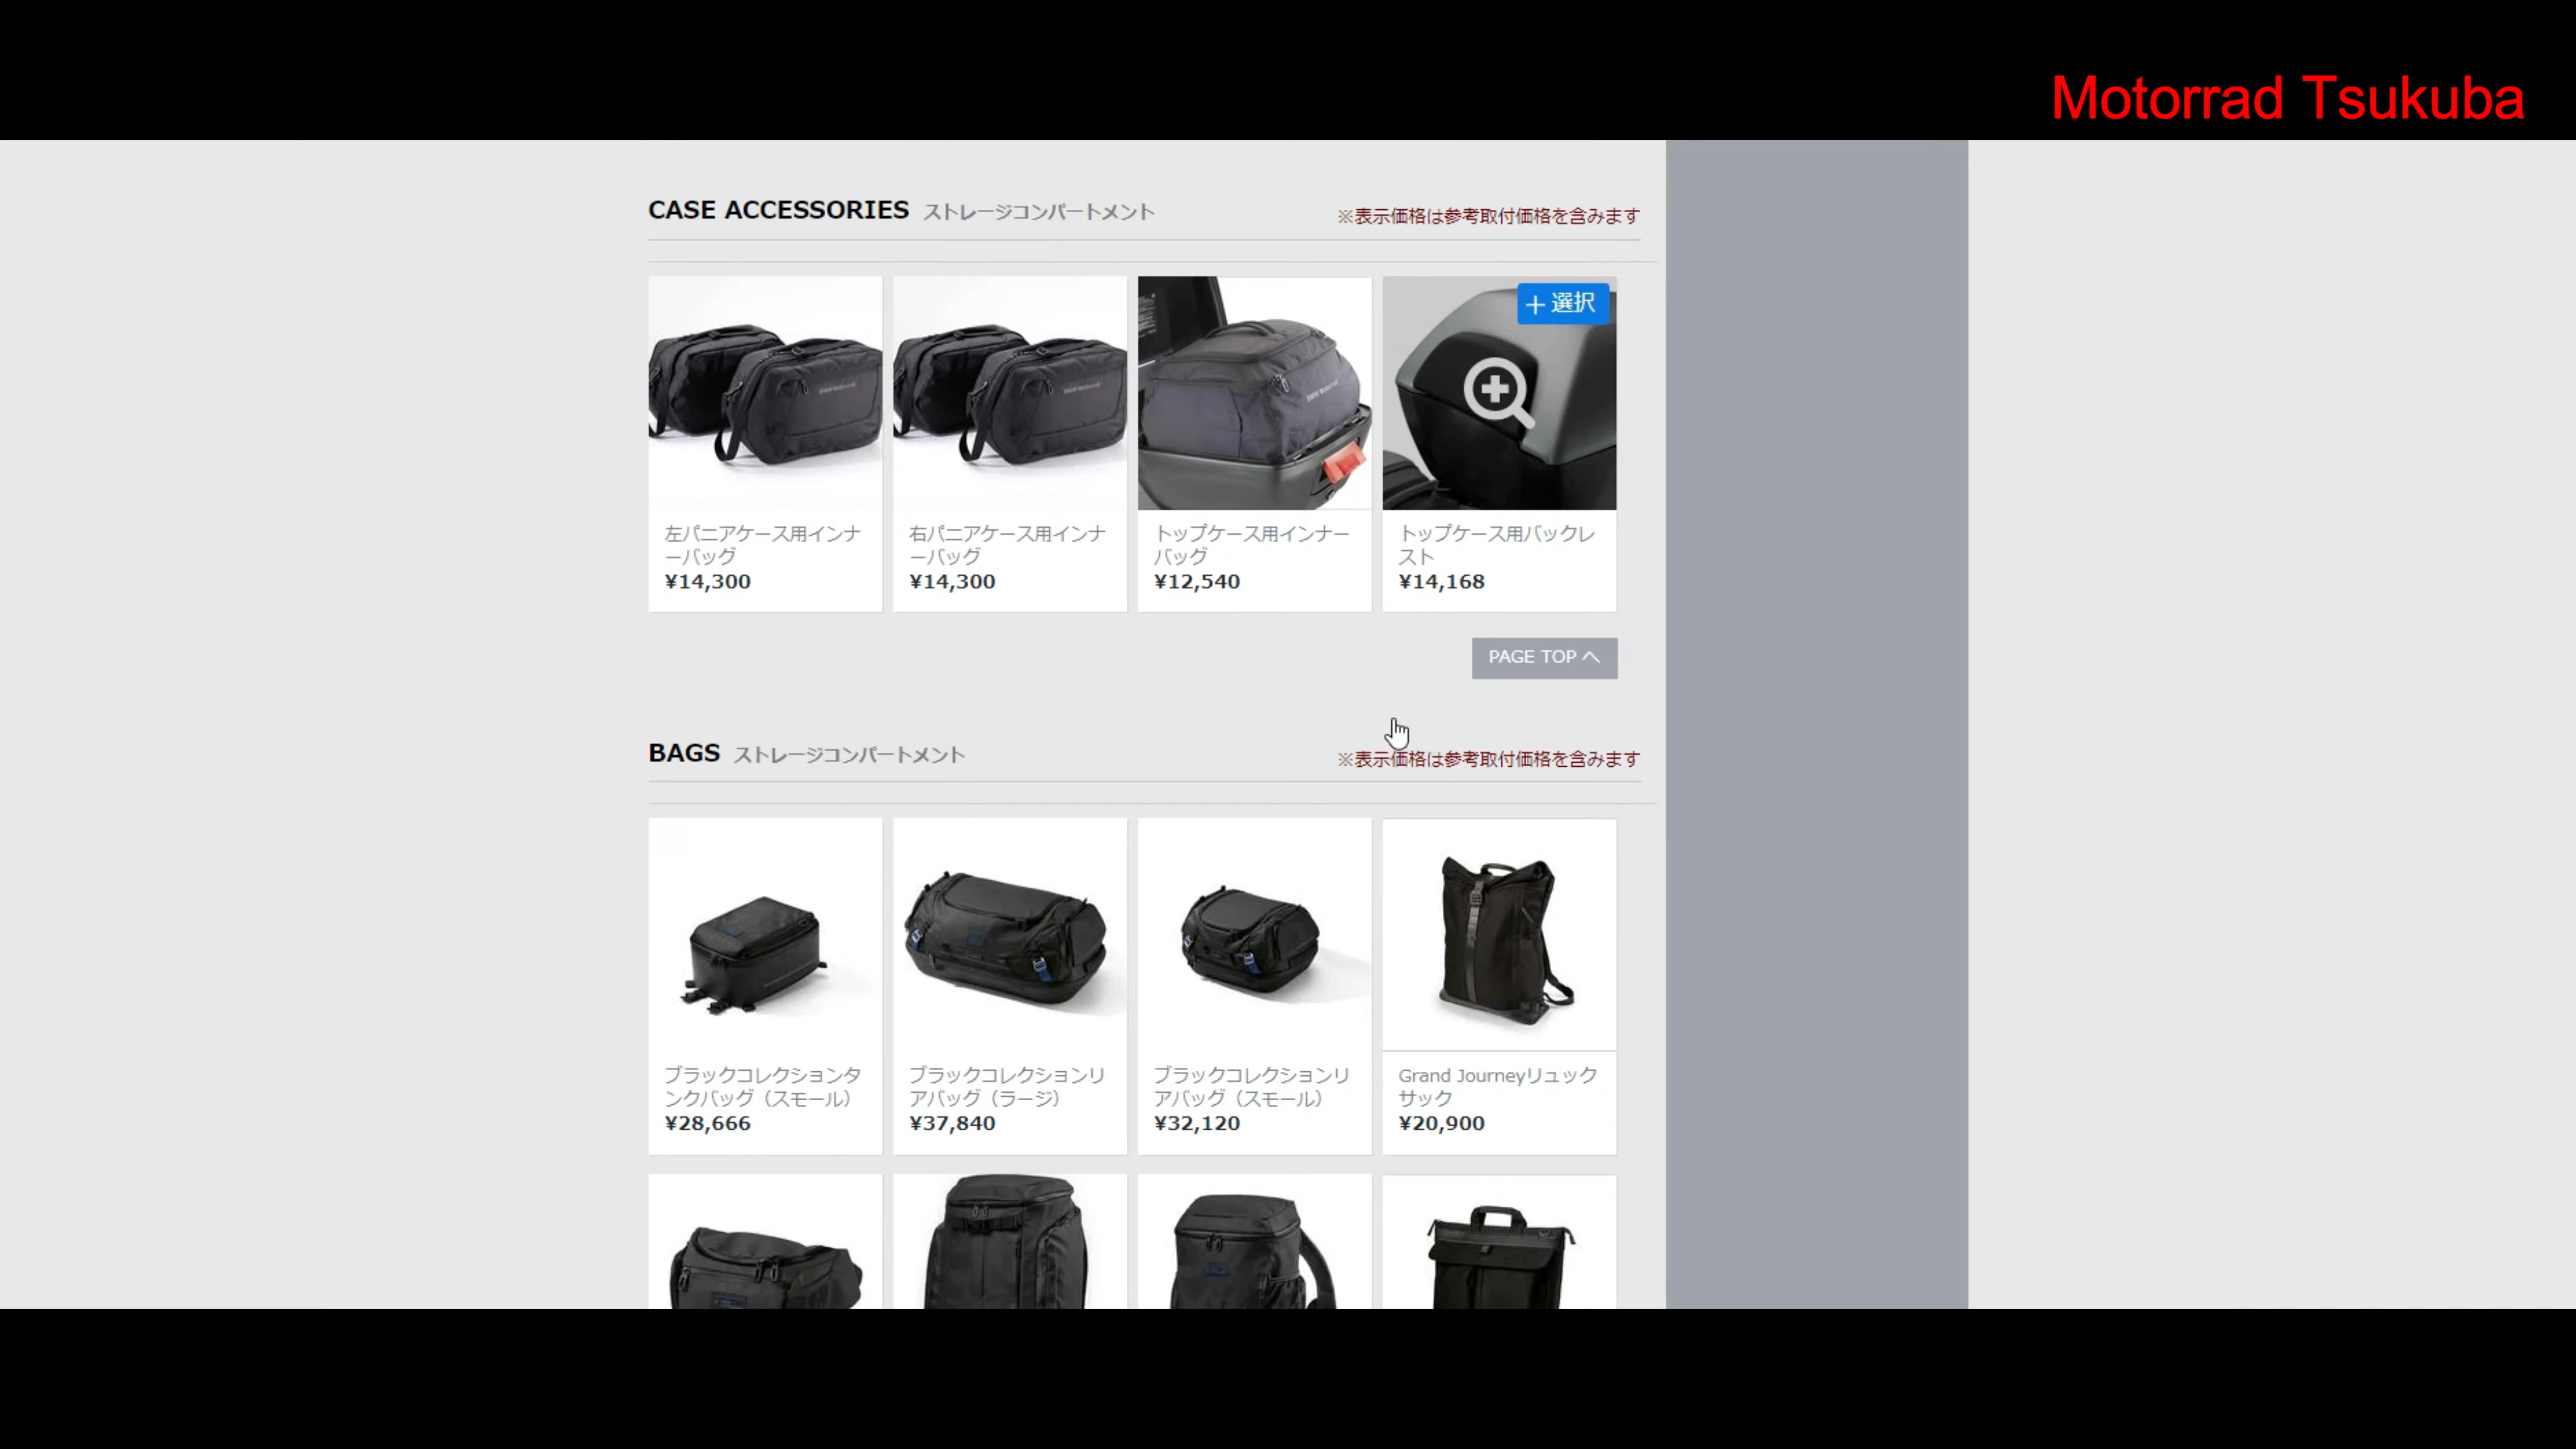 Motorrad Tsukuba
CASE ACCESSORIES ストレージコンパートメント
※表示価格は参考取付価格を含みます
+ 選択
左パニアケース用インナ
ーバッグ
¥14,300
右パニアケース用インナ
ーバッグ
¥14,300
トップケース用インナー
バッグ
¥12,540
トップケース用バックレ
スト
¥14,168
PAGE TOP
BAGS ストレージコンパートメント
※表示価格は参考取付価格を含みます
ブラックコレクションタ
ンクバッグ（スモール）
¥28,666
ブラックコレクションリ
アバッグ（ラージ）
¥37,840
ブラックコレクションリ
アバッグ（スモール）
¥32,120
Grand Journeyリュック
サック
¥20,900